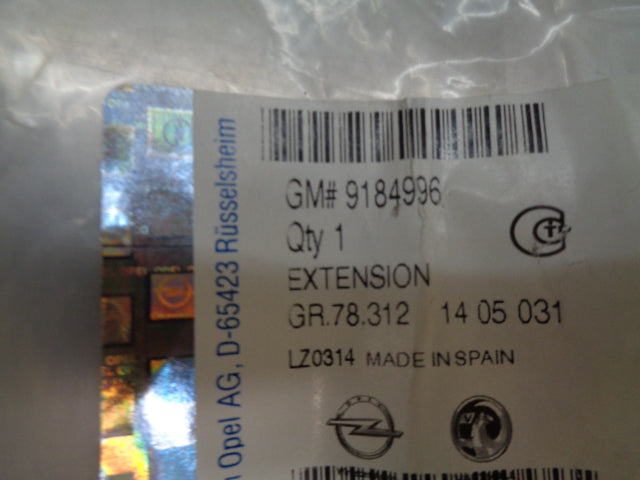 GM# 9184996
Qty 1
EXTENSION
GR.78.312 14 05 031
LZ0314 MADE IN SPAIN
Opel AG, D-65423 Rüsselsheim
OPEL